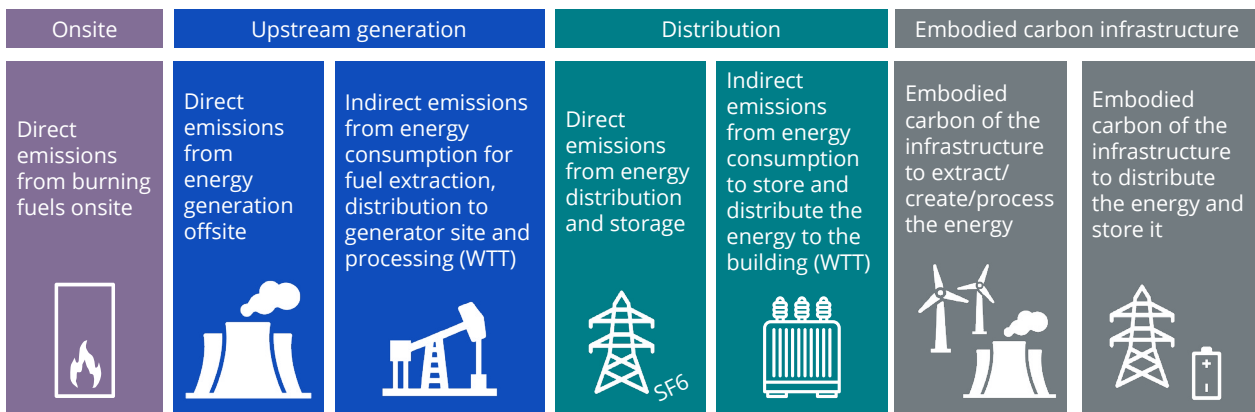 Onsite
Upstream generation
Distribution
Embodied carbon infrastructure
Direct
emissions
from burning
fuels onsite
Direct
emissions
from
energy
generation
offsite
Indirect emissions
from energy
consumption for
fuel extraction,
distribution to
generator site and
processing (WTT)
Direct
emissions
from energy
distribution
and storage
SF6
Indirect
emissions
from energy
consumption
to store and
distribute the
energy to the
building (WTT)
Embodied
carbon of the
infrastructure
to extract/
create/process
the energy
Embodied
carbon of the
infrastructure
to distribute
the energy and
store it